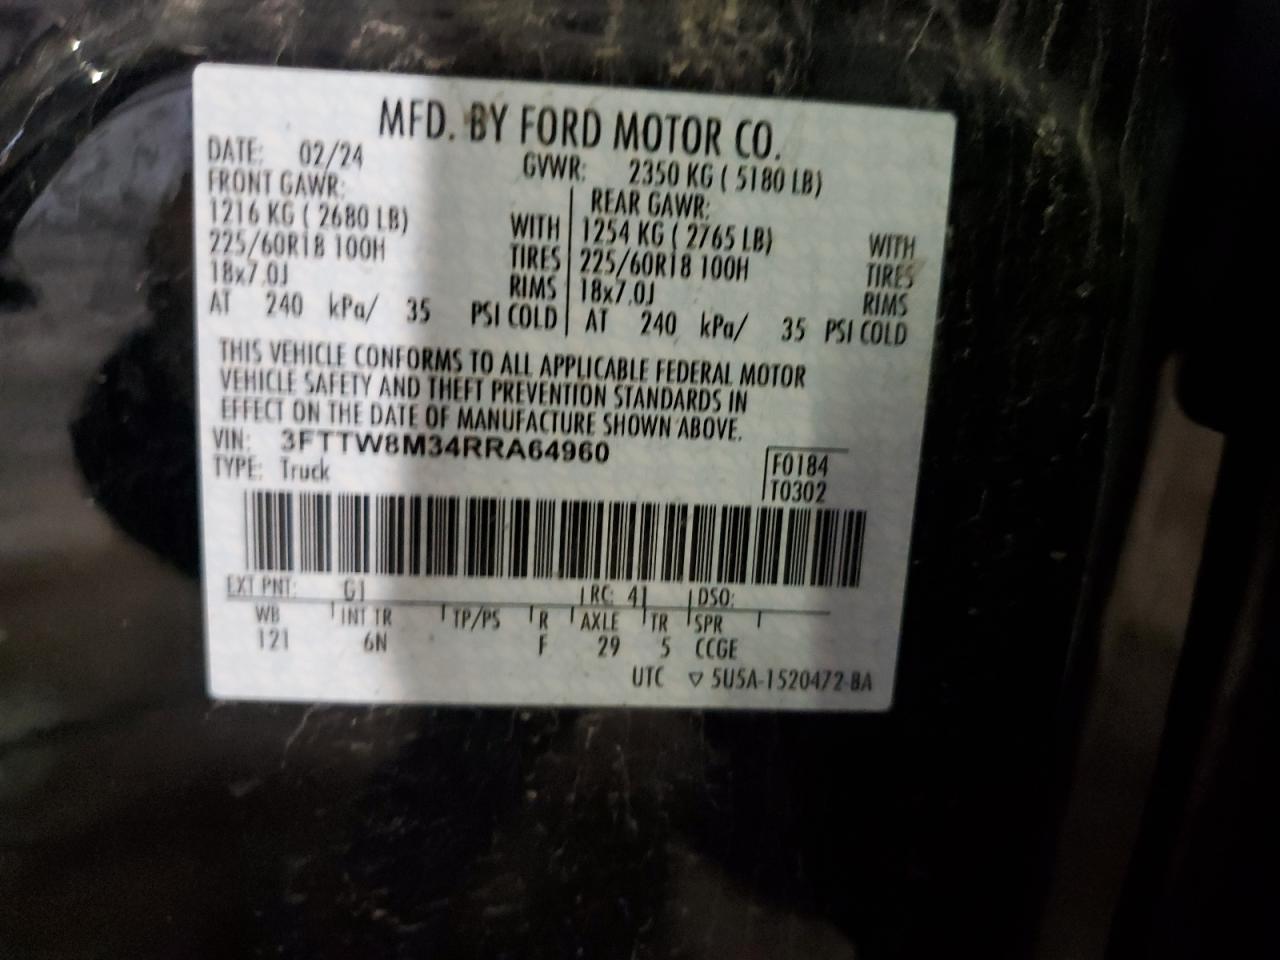 MFD. BY FORD MOTOR CO.
DATE: 02/24 GVWR: 2350 KG ( 5180 LB)
FRONT GAWR: REAR GAWR:
1216 KG ( 2680 LB) WITH 1254 KG ( 2765 LB) WITH
225/60R18 100H TIRES 225/60R18 100H TIRES
18x7.0J RIMS 18x7.0J RIMS
AT 240 kPa/ 35 PSI COLD AT 240 kPa/ 35 PSI COLD
THIS VEHICLE CONFORMS TO ALL APPLICABLE FEDERAL MOTOR
VEHICLE SAFETY AND THEFT PREVENTION STANDARDS IN
EFFECT ON THE DATE OF MANUFACTURE SHOWN ABOVE.
VIN: 3FTTW8M34RRA64960
TYPE: Truck
F0184
T0302
EXT PNT: G1 RC: 41 DSO:
WB INT TR TP/PS R AXLE TR SPR
121 6N F 29 5 CCGE
UTC ▽ 5U5A-1520472-BA